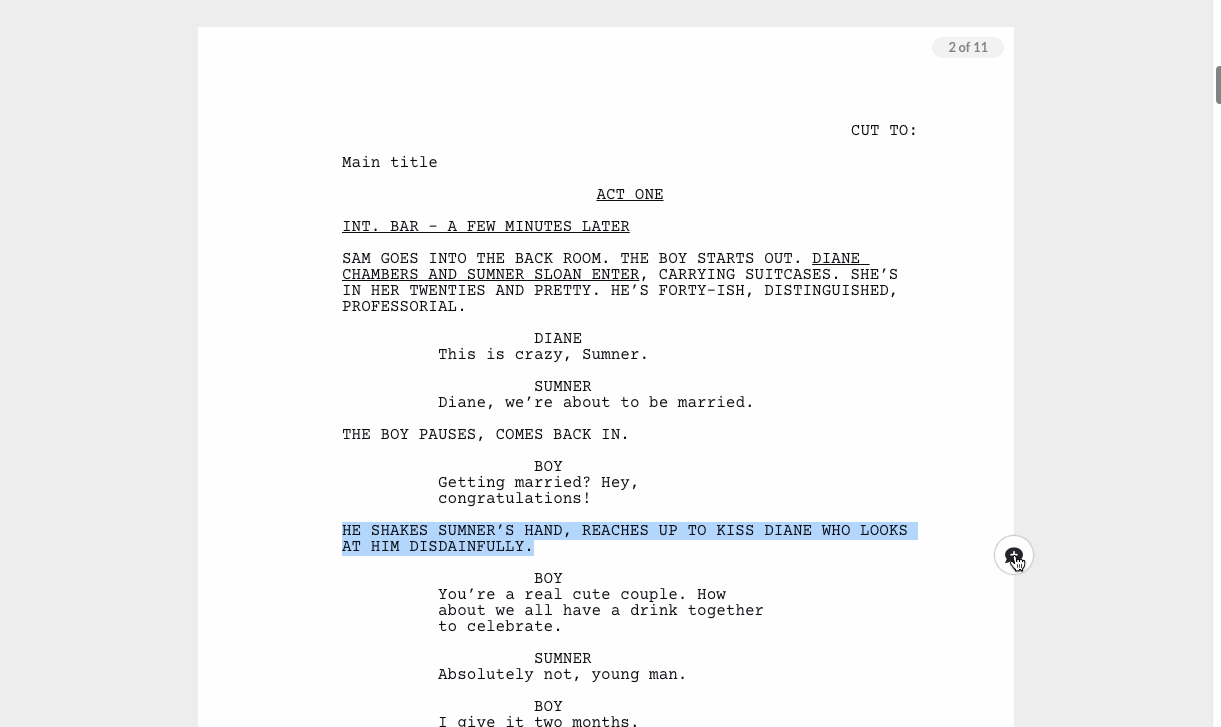 2 of 11
CUT TO:
Main title
ACT ONE
INT. BAR – A FEW MINUTES LATER
SAM GOES INTO THE BACK ROOM. THE BOY STARTS OUT. DIANE
CHAMBERS AND SUMNER SLOAN ENTER, CARRYING SUITCASES. SHE’S
IN HER TWENTIES AND PRETTY. HE’S FORTY–ISH, DISTINGUISHED,
PROFESSORIAL.
DIANE
This is crazy, Sumner.
SUMNER
Diane, we’re about to be married.
THE BOY PAUSES, COMES BACK IN.
BOY
Getting married? Hey,
congratulations!
HE SHAKES SUMNER’S HAND, REACHES UP TO KISS DIANE WHO LOOKS
AT HIM DISDAINFULLY.
BOY
You’re a real cute couple. How
about we all have a drink together
to celebrate.
SUMNER
Absolutely not, young man.
BOY
I give it two months.